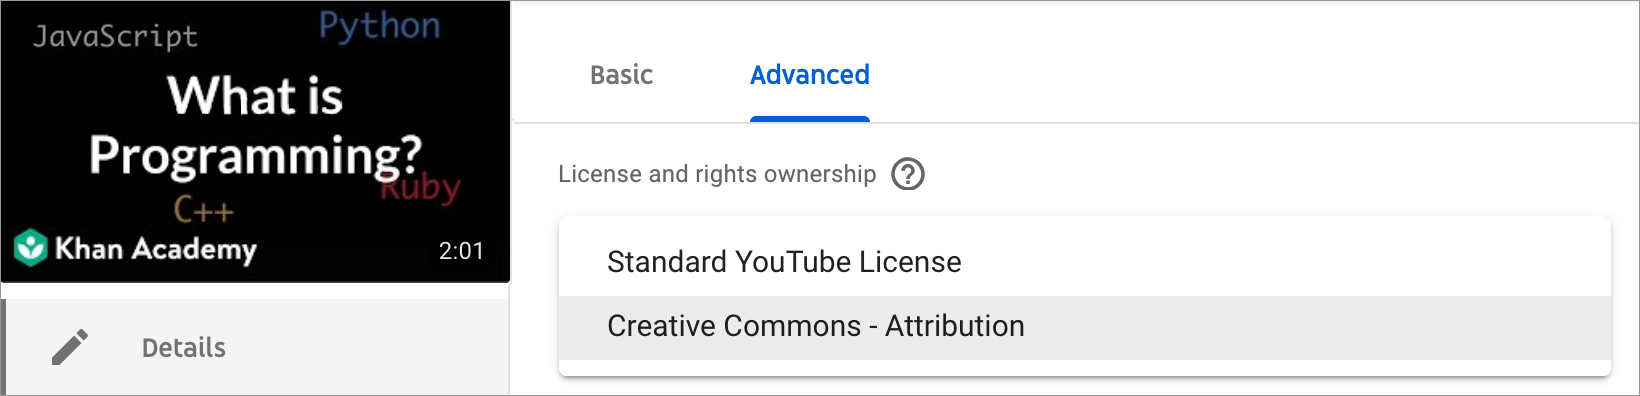 JavaScript
Python
What is
Programming?
Ruby
C++
Khan Academy
2:01
Details
Basic
Advanced
License and rights ownership ?
Standard YouTube License
Creative Commons - Attribution